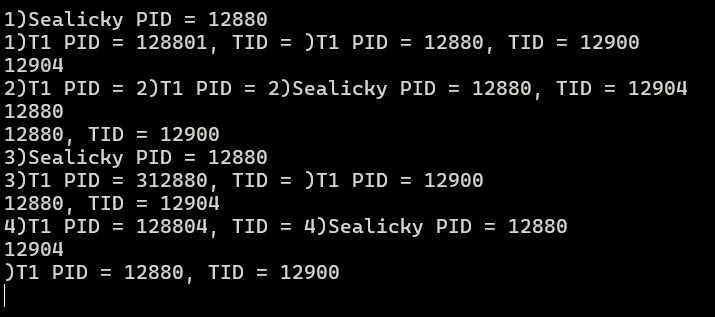 1)Sealicky PID = 12880
1)T1 PID = 128801, TID = )T1 PID = 12880, TID = 12900
12904
2)T1 PID = 2)T1 PID = 2)Sealicky PID = 12880, TID = 12904
12880
12880, TID = 12900
3)Sealicky PID = 12880
3)T1 PID = 312880, TID = )T1 PID = 12900
12880, TID = 12904
4)T1 PID = 128804, TID = 4)Sealicky PID = 12880
12904
)T1 PID = 12880, TID = 12900